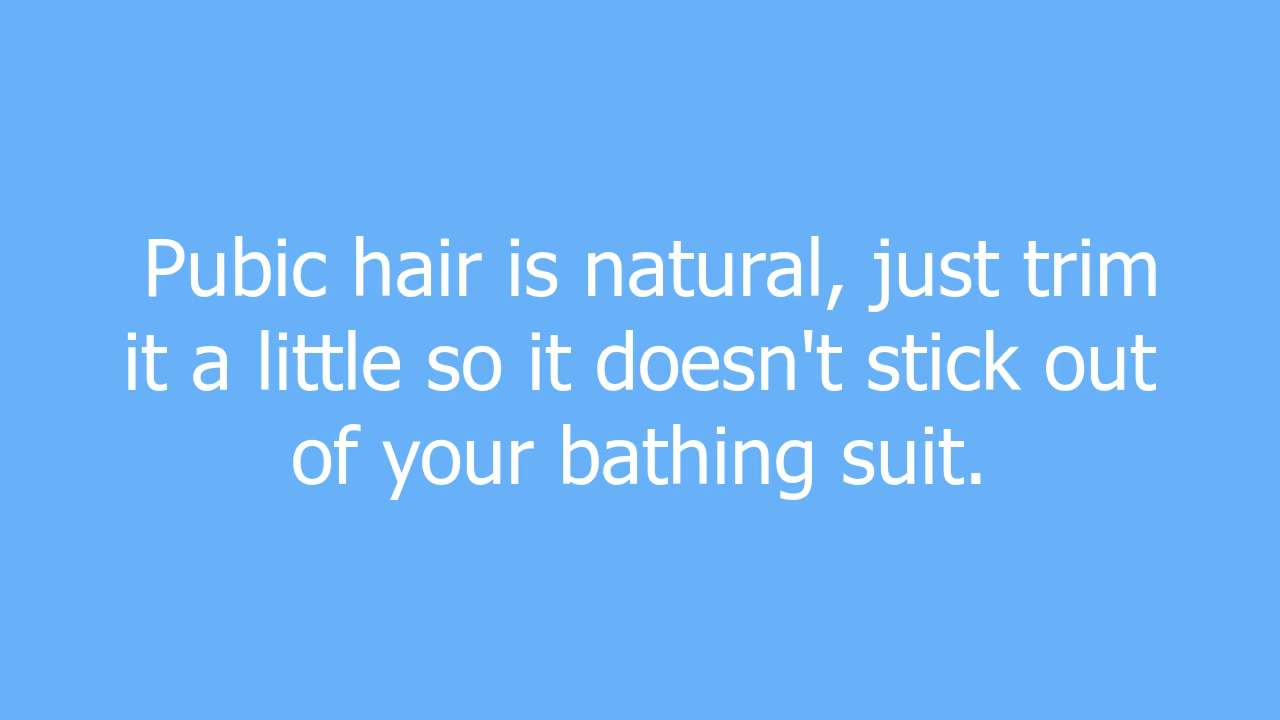 Pubic hair is natural, just trim
it a little so it doesn't stick out
of your bathing suit.